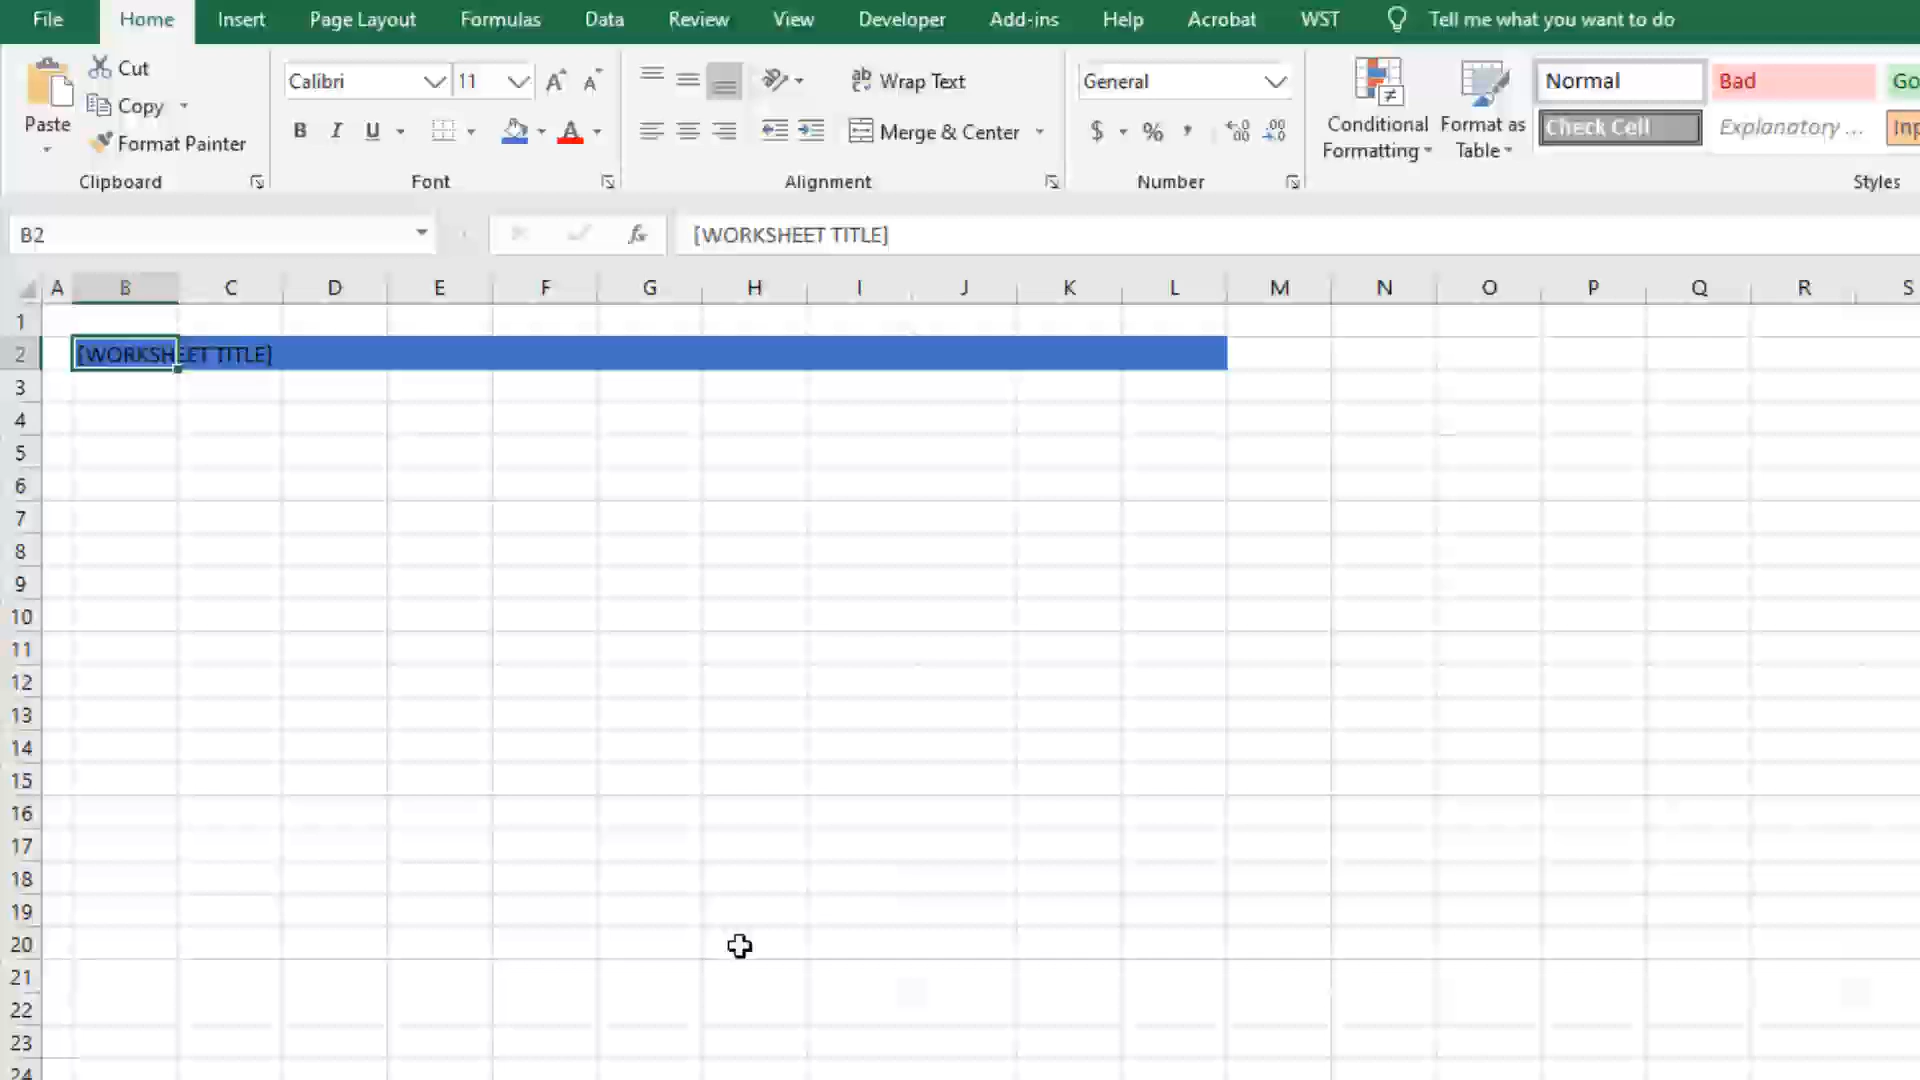 File Home Insert Page Layout Formulas Data Review View Developer Add-ins Help Acrobat WST Tell me what you want to do
Paste
Cut
Copy
Format Painter
Clipboard
Calibri 11
B I U A
Font
Wrap Text
Merge & Center
Alignment
General
$ %
Number
Conditional Formatting
Format as Table
Normal Bad
Check Cell Explanatory ...
Styles
B2 fx [WORKSHEET TITLE]
A B C D E F G H I J K L M N O P Q R S
1
2 [WORKSHEET TITLE]
3
4
5
6
7
8
9
10
11
12
13
14
15
16
17
18
19
20
21
22
23
24